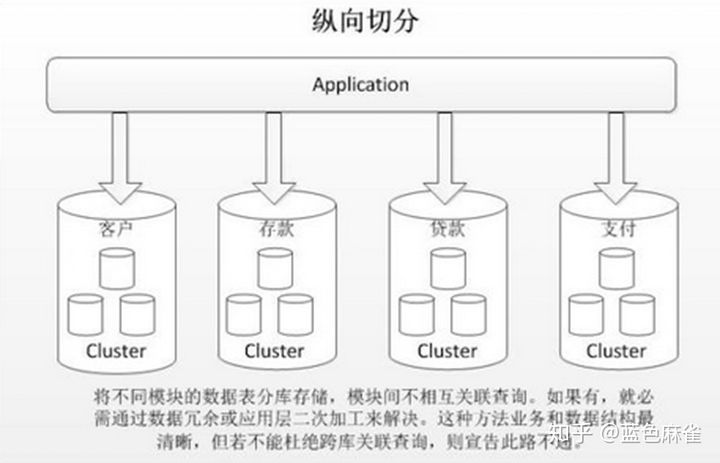 纵向切分
Application
客户 存款 贷款 支付
Cluster Cluster Cluster Cluster
将不同模块的数据表分库存储，模块间不相互关联查询。如果有，就必
需通过数据冗余或应用层二次加工来解决。这种方法业务和数据结构最
清晰，但若不能杜绝跨库关联查询，则宣告此路不通。
知乎 @蓝色麻雀